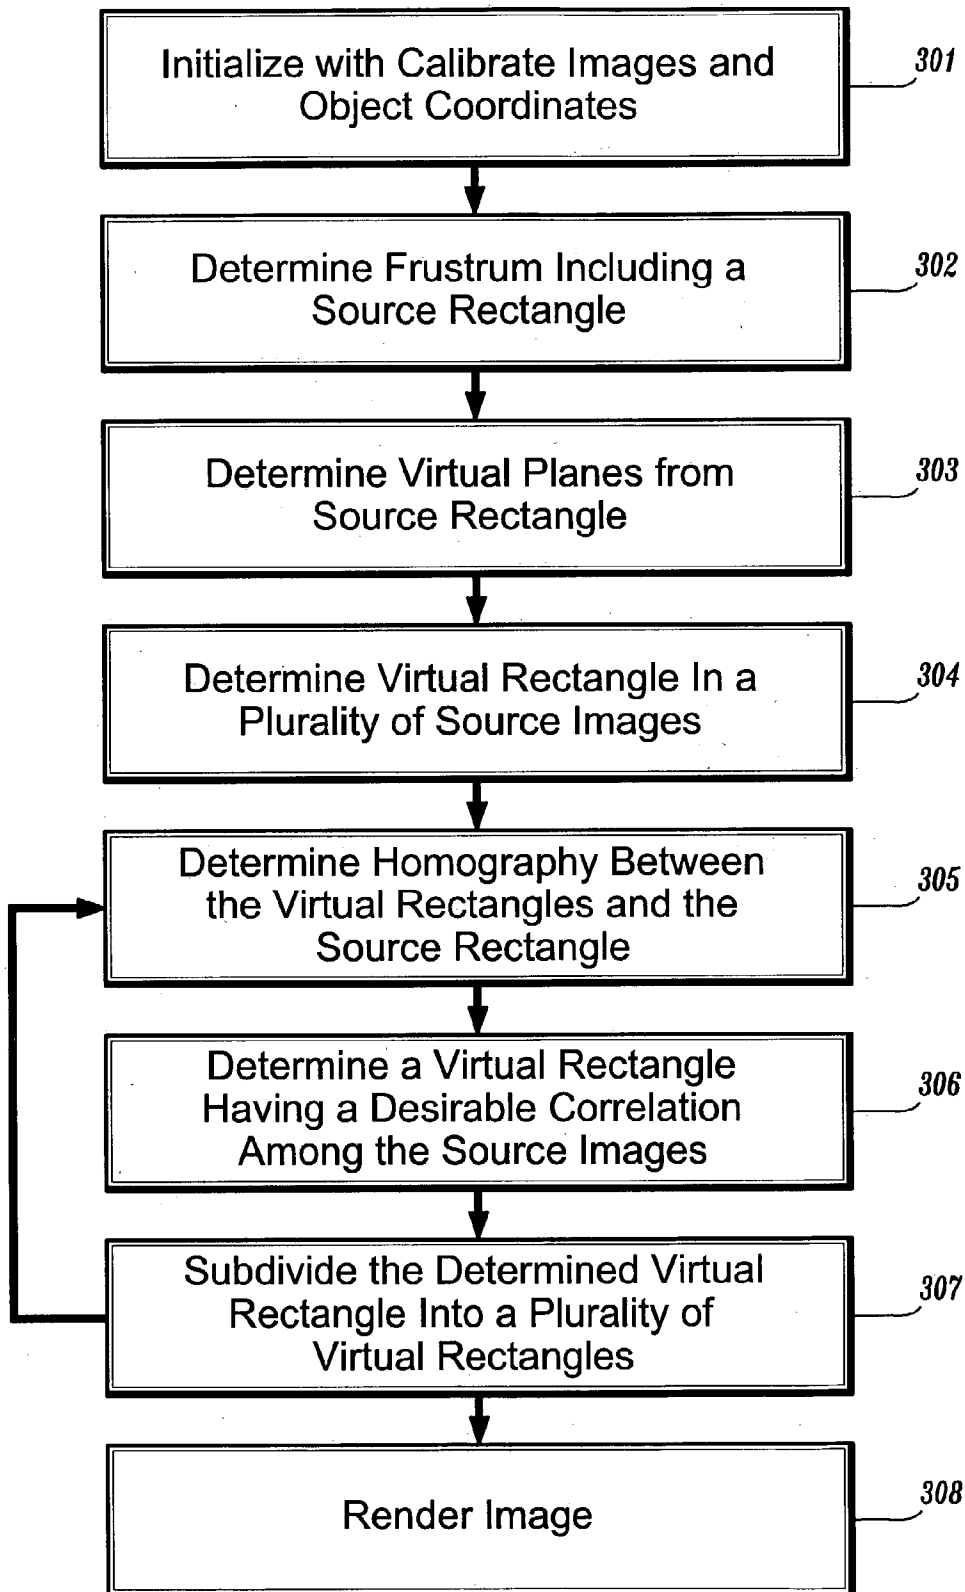 Initialize with Calibrate Images and
Object Coordinates
301
Determine Frustrum Including a
Source Rectangle
302
Determine Virtual Planes from
Source Rectangle
303
Determine Virtual Rectangle In a
Plurality of Source Images
304
Determine Homography Between
the Virtual Rectangles and the
Source Rectangle
305
Determine a Virtual Rectangle
Having a Desirable Correlation
Among the Source Images
306
Subdivide the Determined Virtual
Rectangle Into a Plurality of
Virtual Rectangles
307
Render Image
308